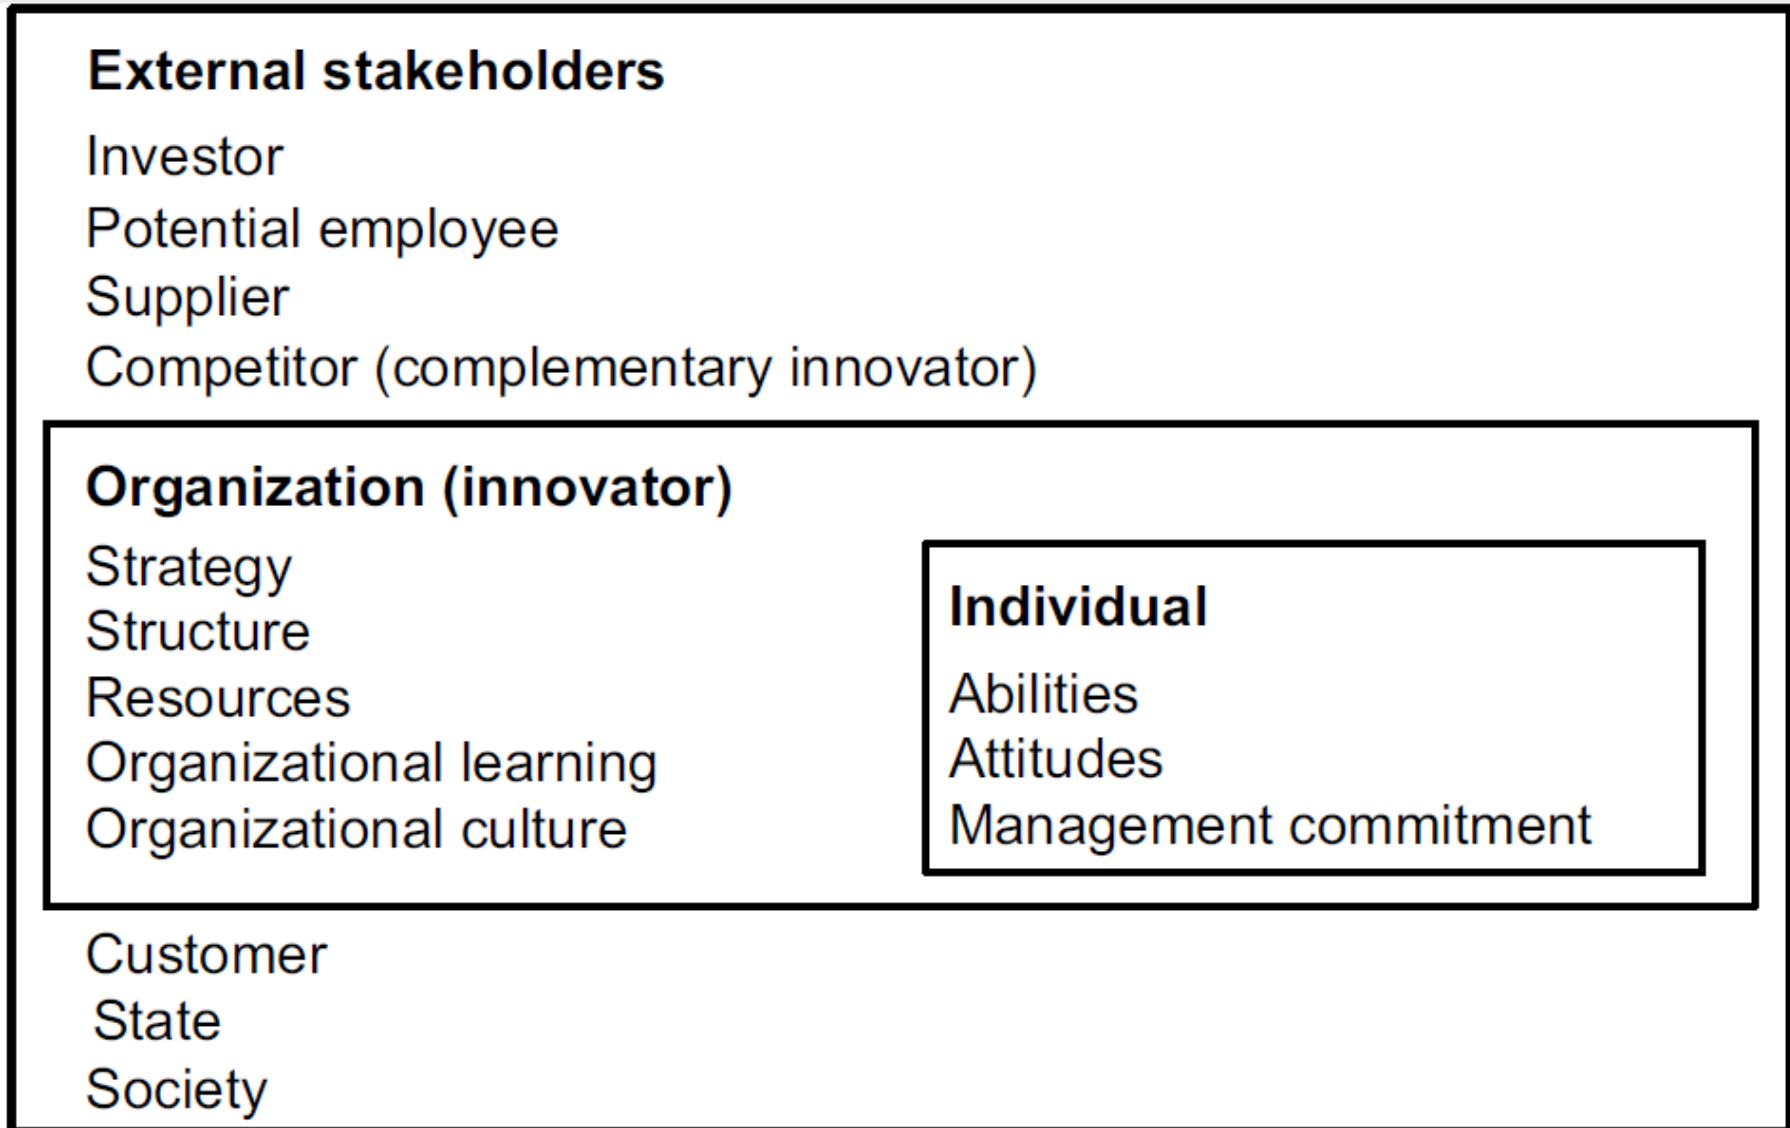 External stakeholders
Investor
Potential employee
Supplier
Competitor (complementary innovator)
Organization (innovator)
Strategy
Structure
Resources
Organizational learning
Organizational culture
Individual
Abilities
Attitudes
Management commitment
Customer
State
Society